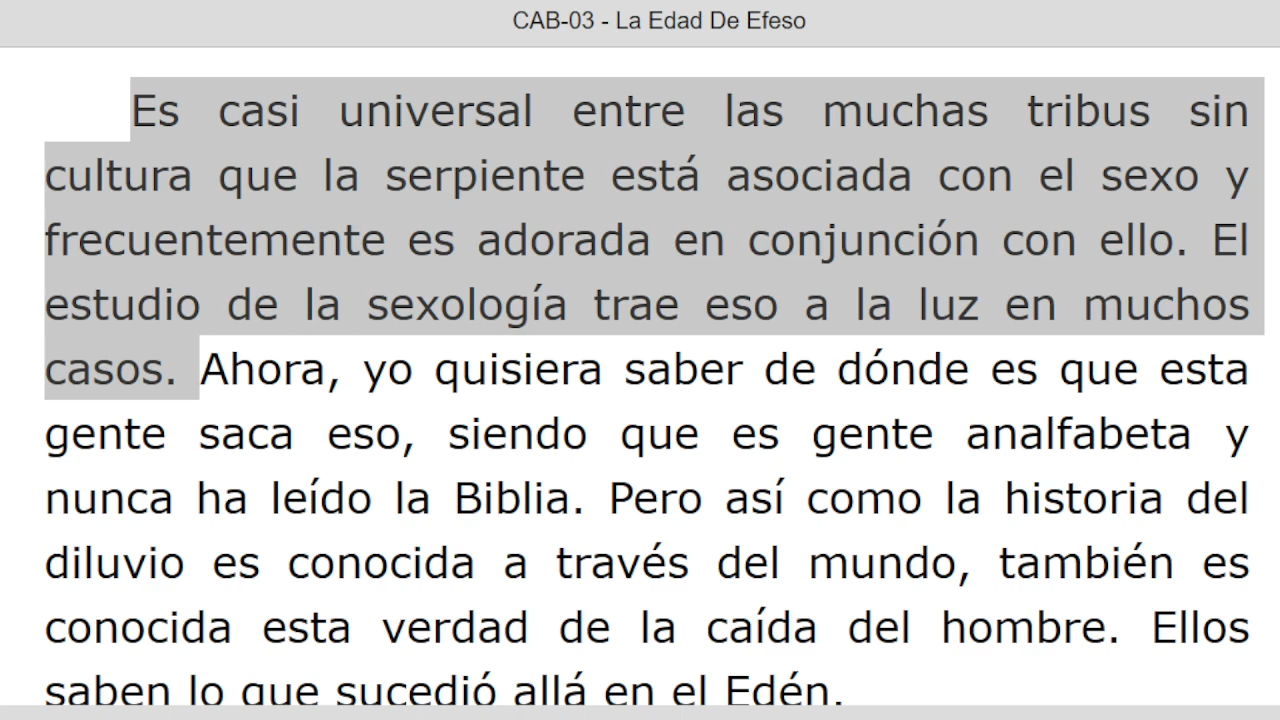 CAB-03 - La Edad De Efeso
Es casi universal entre las muchas tribus sin
cultura que la serpiente está asociada con el sexo y
frecuentemente es adorada en conjunción con ello. El
estudio de la sexología trae eso a la luz en muchos
casos. Ahora, yo quisiera saber de dónde es que esta
gente saca eso, siendo que es gente analfabeta y
nunca ha leído la Biblia. Pero así como la historia del
diluvio es conocida a través del mundo, también es
conocida esta verdad de la caída del hombre. Ellos
saben lo que sucedió allá en el Edén.